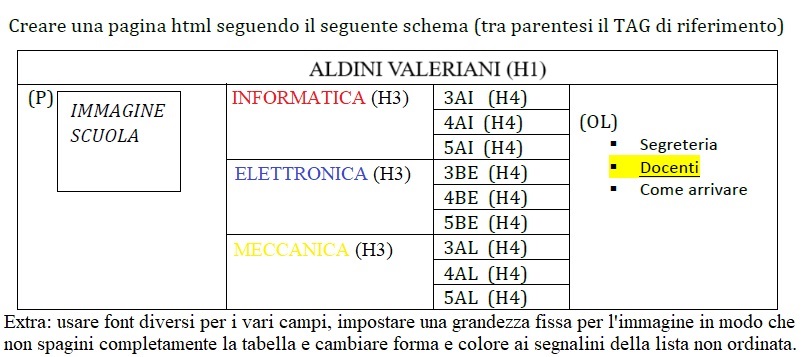 Creare una pagina html seguendo il seguente schema (tra parentesi il TAG di riferimento)
ALDINI VALERIANI (H1)
(P)
IMMAGINE
SCUOLA
INFORMATICA (H3)
3AI (H4)
4AI (H4)
5AI (H4)
ELETTRONICA (H3)
3BE (H4)
4BE (H4)
5BE (H4)
MECCANICA (H3)
3AL (H4)
4AL (H4)
5AL (H4)
(OL)
▪ Segreteria
▪ Docenti
▪ Come arrivare
Extra: usare font diversi per i vari campi, impostare una grandezza fissa per l'immagine in modo che
non spagini completamente la tabella e cambiare forma e colore ai segnalini della lista non ordinata.